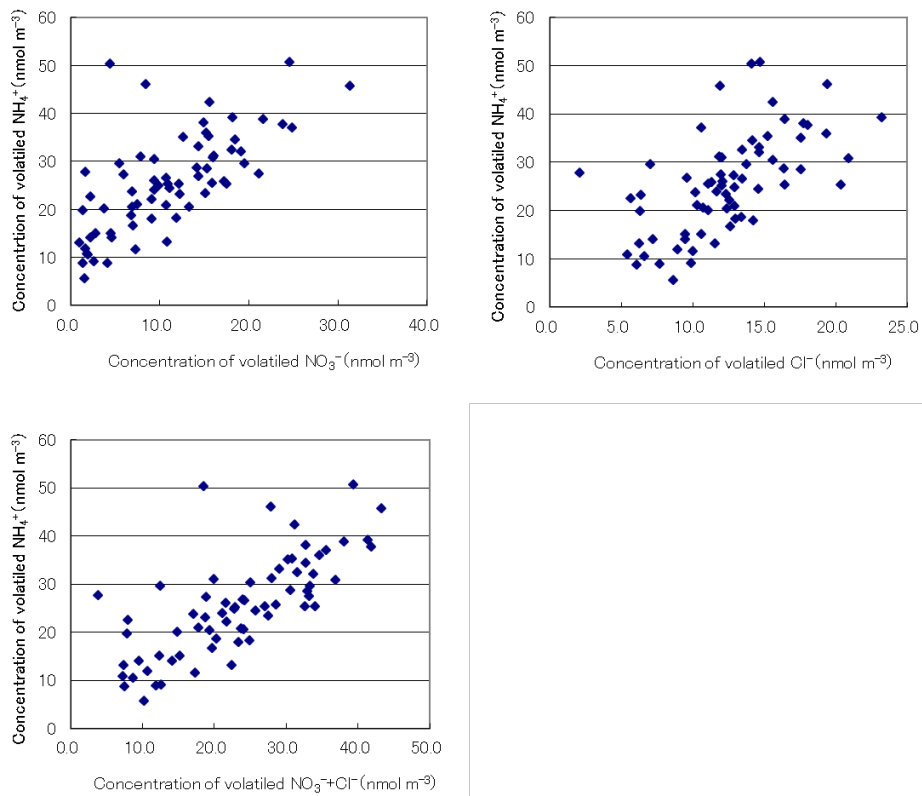 Concentrtion of volatiled NH₄⁺(nmol m⁻³)
60
50
40
30
20
10
0
0.0 10.0 20.0 30.0 40.0
Concentration of volatiled NO₃⁻(nmol m⁻³)
Concentration of volatiled NH₄⁺(nmol m⁻³)
60
50
40
30
20
10
0
0.0 5.0 10.0 15.0 20.0 25.0
Concentration of volatiled Cl⁻(nmol m⁻³)
Concentration of volatiled NH₄⁺(nmol m⁻³)
60
50
40
30
20
10
0
0.0 10.0 20.0 30.0 40.0 50.0
Concentration of volatiled NO₃⁻+Cl⁻(nmol m⁻³)